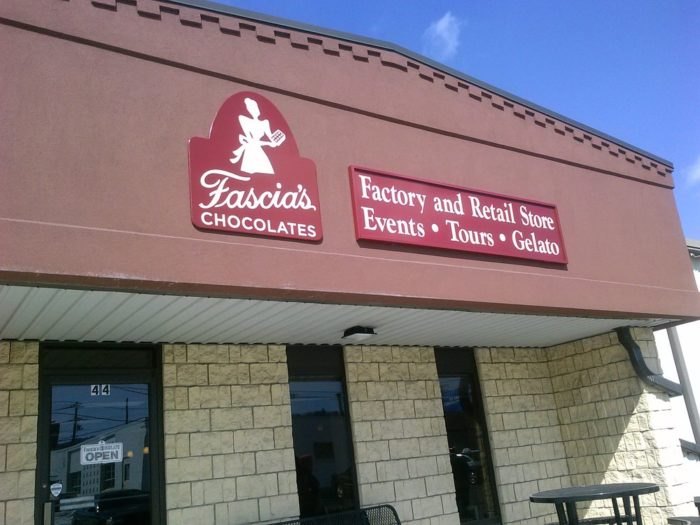 Fascia's
CHOCOLATES
Factory and Retail Store
Events • Tours • Gelato
44
OPEN